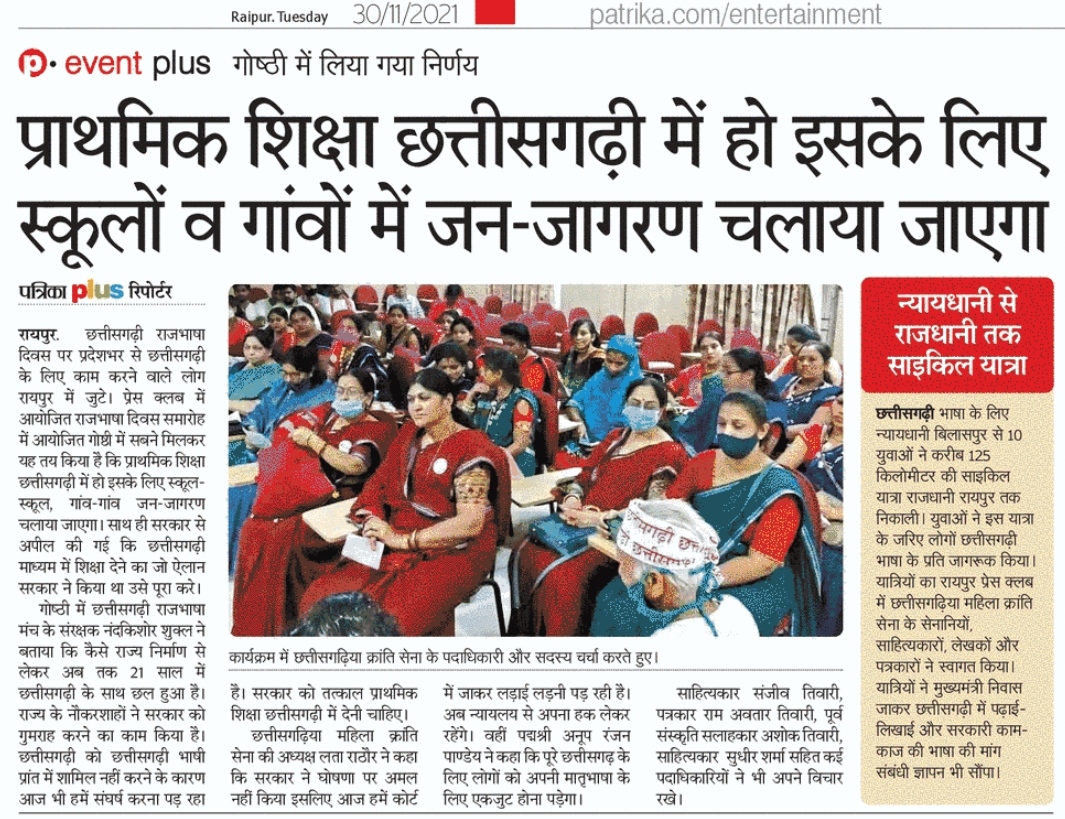 Raipur. Tuesday 30/11/2021 patrika.com/entertainment
p. event plus गोष्ठी में लिया गया निर्णय
प्राथमिक शिक्षा छत्तीसगढ़ी में हो इसके लिए
स्कूलों व गांवों में जन-जागरण चलाया जाएगा
पत्रिका plus रिपोर्टर
रायपुर. छत्तीसगढ़ी राजभाषा
दिवस पर प्रदेशभर से छत्तीसगढ़ी
के लिए काम करने वाले लोग
रायपुर में जुटे। प्रेस क्लब में
आयोजित राजभाषा दिवस समारोह
में आयोजित गोष्ठी में सबने मिलकर
यह तय किया है कि प्राथमिक शिक्षा
छत्तीसगढ़ी में हो इसके लिए स्कूल-
स्कूल, गांव-गांव जन-जागरण
चलाया जाएगा। साथ ही सरकार से
अपील की गई कि छत्तीसगढ़ी
माध्यम में शिक्षा देने का जो ऐलान
सरकार ने किया था उसे पूरा करे।
गोष्ठी में छत्तीसगढ़ी राजभाषा
मंच के संरक्षक नंदकिशोर शुक्ल ने
बताया कि कैसे राज्य निर्माण से
लेकर अब तक 21 साल में
छत्तीसगढ़ी के साथ छल हुआ है।
राज्य के नौकरशाहों ने सरकार को
गुमराह करने का काम किया है।
छत्तीसगढ़ी को छत्तीसगढ़ी भाषी
प्रांत में शामिल नहीं करने के कारण
आज भी हमें संघर्ष करना पड़ रहा
छत्तीसगढ़ी
कार्यक्रम में छत्तीसगढ़िया क्रांति सेना के पदाधिकारी और सदस्य चर्चा करते हुए।
है। सरकार को तत्काल प्राथमिक
शिक्षा छत्तीसगढ़ी में देनी चाहिए।
छत्तीसगढ़िया महिला क्रांति
सेना की अध्यक्ष लता राठौर ने कहा
कि सरकार ने घोषणा पर अमल
नहीं किया इसलिए आज हमें कोर्ट
में जाकर लड़ाई लड़नी पड़ रही है।
अब न्यायलय से अपना हक लेकर
रहेंगे। वहीं पद्मश्री अनूप रंजन
पाण्डेय ने कहा कि पूरे छत्तीसगढ़ के
लिए लोगों को अपनी मातृभाषा के
लिए एकजुट होना पड़ेगा।
साहित्यकार संजीव तिवारी,
पत्रकार राम अवतार तिवारी, पूर्व
संस्कृति सलाहकार अशोक तिवारी,
साहित्यकार सुधीर शर्मा सहित कई
पदाधिकारियों ने भी अपने विचार
रखे।
न्यायधानी से
राजधानी तक
साइकिल यात्रा
छत्तीसगढ़ी भाषा के लिए
न्यायधानी बिलासपुर से 10
युवाओं ने करीब 125
किलोमीटर की साइकिल
यात्रा राजधानी रायपुर तक
निकाली। युवाओं ने इस यात्रा
के जरिए लोगों छत्तीसगढ़ी
भाषा के प्रति जागरूक किया।
यात्रियों का रायपुर प्रेस क्लब
में छत्तीसगढ़िया महिला क्रांति
सेना के सेनानियों,
साहित्यकारों, लेखकों और
पत्रकारों ने स्वागत किया।
यात्रियों ने मुख्यमंत्री निवास
जाकर छत्तीसगढ़ी में पढ़ाई-
लिखाई और सरकारी काम-
काज की भाषा की मांग
संबंधी ज्ञापन भी सौंपा।